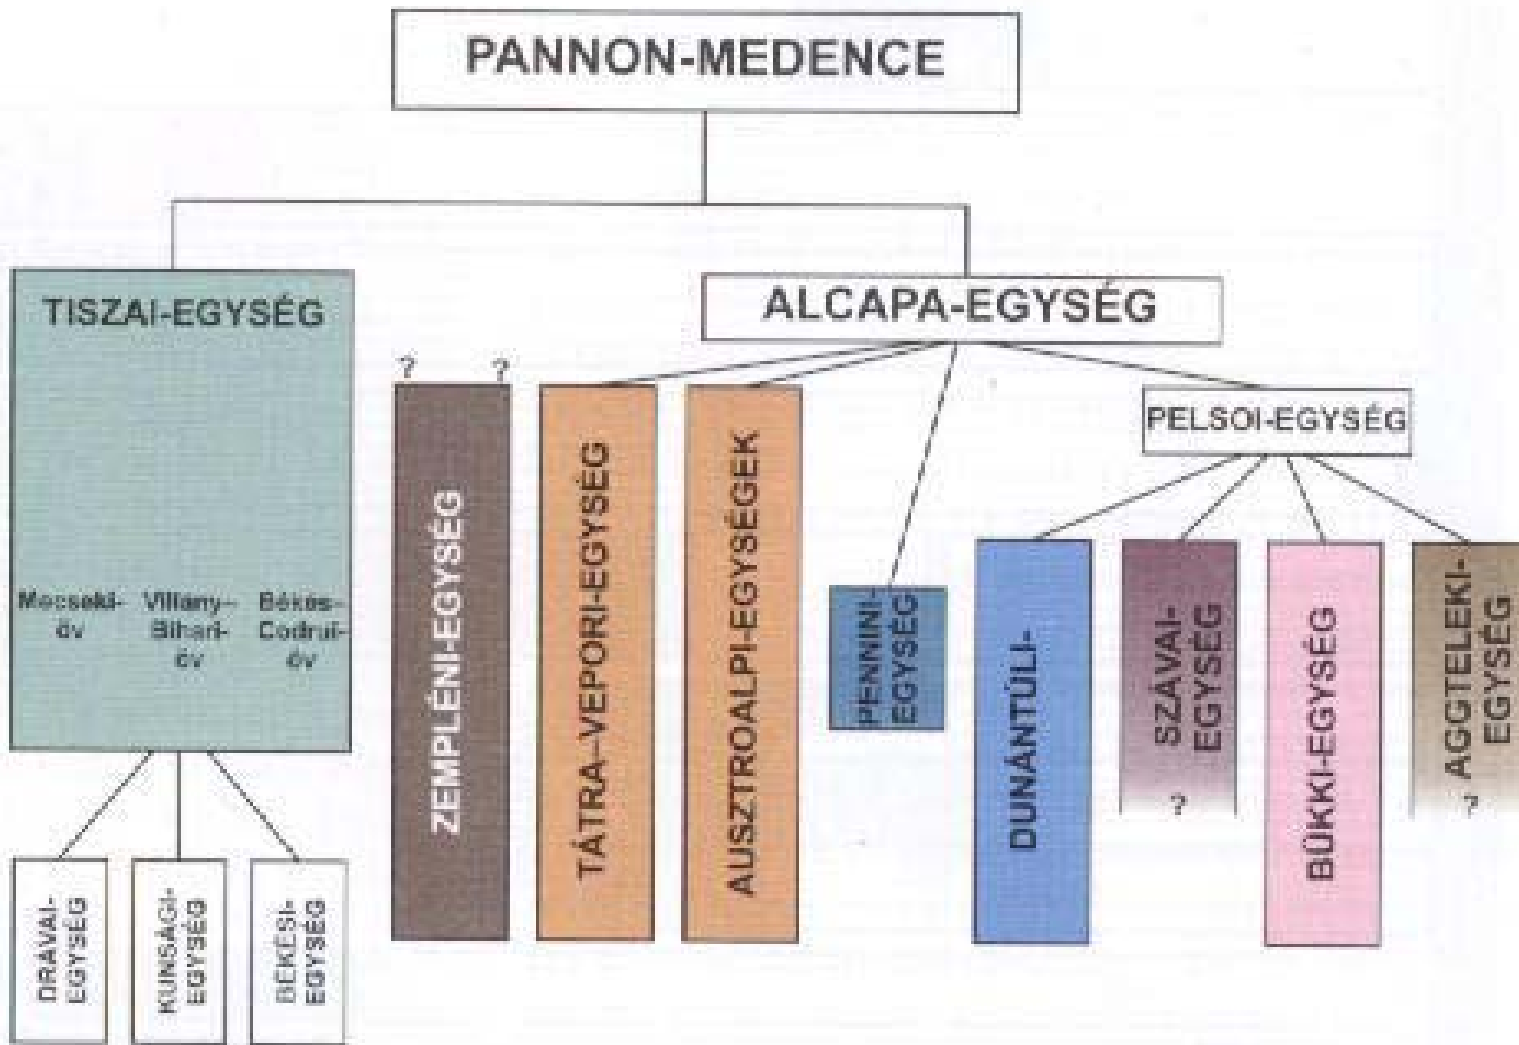 PANNON-MEDENCE
TISZAI-EGYSÉG
ALCAPA-EGYSÉG
?
?
PELSOI-EGYSÉG
Mecseki-
öv
Villány–
Bihari-
öv
Békés–
Codrui-
öv
ZEMPLÉNI-EGYSÉG
TÁTRA–VEPORI-EGYSÉG
AUSZTROALPI-EGYSÉGEK
PENNINI-
EGYSÉG
DUNÁNTÚLI-
SZÁVAI-
EGYSÉG
?
BÜKKI-EGYSÉG
AGGTELEKI-
EGYSÉG
?
DRÁVAI-
EGYSÉG
KUNSÁGI-
EGYSÉG
BÉKÉSI-
EGYSÉG